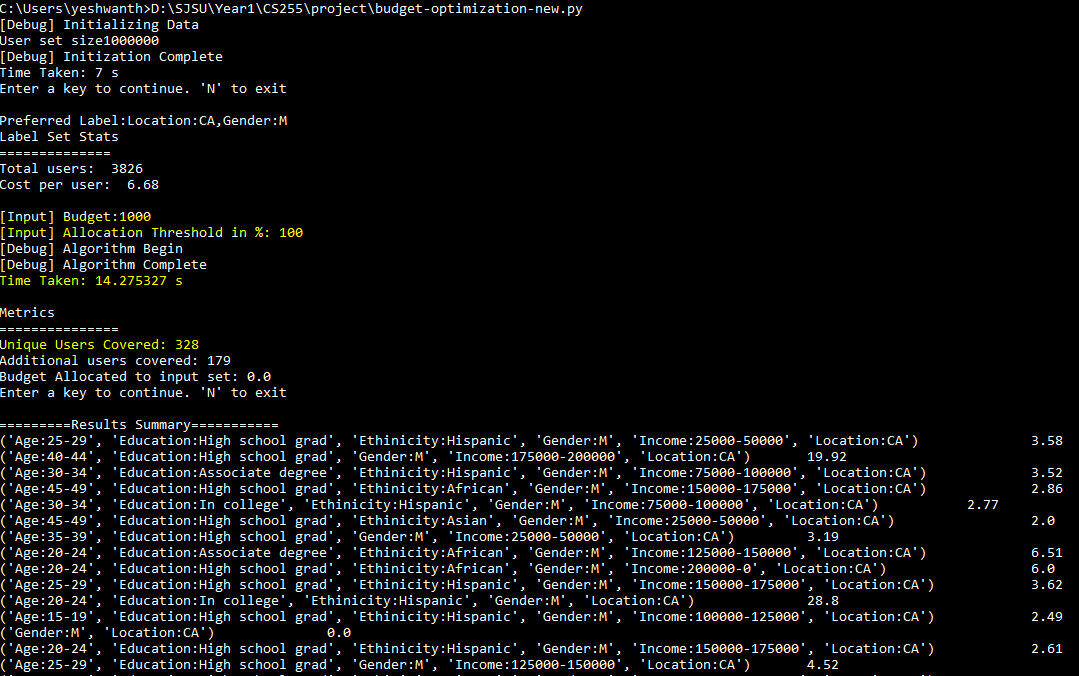 C:\Users\yeshwanth>D:\SJSU\Year1\CS255\project\budget-optimization-new.py
[Debug] Initializing Data
User set size1000000
[Debug] Initization Complete
Time Taken: 7 s
Enter a key to continue. 'N' to exit
Preferred Label:Location:CA,Gender:M
Label Set Stats
==============
Total users:  3826
Cost per user:  6.68
[Input] Budget:1000
[Input] Allocation Threshold in %: 100
[Debug] Algorithm Begin
[Debug] Algorithm Complete
Time Taken: 14.275327 s
Metrics
===============
Unique Users Covered: 328
Additional users covered: 179
Budget Allocated to input set: 0.0
Enter a key to continue. 'N' to exit
=========Results Summary===========
('Age:25-29', 'Education:High school grad', 'Ethinicity:Hispanic', 'Gender:M', 'Income:25000-50000', 'Location:CA') 3.58
('Age:40-44', 'Education:High school grad', 'Gender:M', 'Income:175000-200000', 'Location:CA') 19.92
('Age:30-34', 'Education:Associate degree', 'Ethinicity:Hispanic', 'Gender:M', 'Income:75000-100000', 'Location:CA') 3.52
('Age:45-49', 'Education:High school grad', 'Ethinicity:African', 'Gender:M', 'Income:150000-175000', 'Location:CA') 2.86
('Age:30-34', 'Education:In college', 'Ethinicity:Hispanic', 'Gender:M', 'Income:75000-100000', 'Location:CA') 2.77
('Age:45-49', 'Education:High school grad', 'Ethinicity:Asian', 'Gender:M', 'Income:25000-50000', 'Location:CA') 2.0
('Age:35-39', 'Education:High school grad', 'Gender:M', 'Income:25000-50000', 'Location:CA') 3.19
('Age:20-24', 'Education:Associate degree', 'Ethinicity:African', 'Gender:M', 'Income:125000-150000', 'Location:CA') 6.51
('Age:20-24', 'Education:High school grad', 'Ethinicity:African', 'Gender:M', 'Income:200000-0', 'Location:CA') 6.0
('Age:25-29', 'Education:High school grad', 'Ethinicity:Hispanic', 'Gender:M', 'Income:150000-175000', 'Location:CA') 3.62
('Age:20-24', 'Education:In college', 'Ethinicity:Hispanic', 'Gender:M', 'Location:CA') 28.8
('Age:15-19', 'Education:High school grad', 'Ethinicity:Hispanic', 'Gender:M', 'Income:100000-125000', 'Location:CA') 2.49
('Gender:M', 'Location:CA') 0.0
('Age:20-24', 'Education:High school grad', 'Ethinicity:Hispanic', 'Gender:M', 'Income:150000-175000', 'Location:CA') 2.61
('Age:25-29', 'Education:High school grad', 'Gender:M', 'Income:125000-150000', 'Location:CA') 4.52